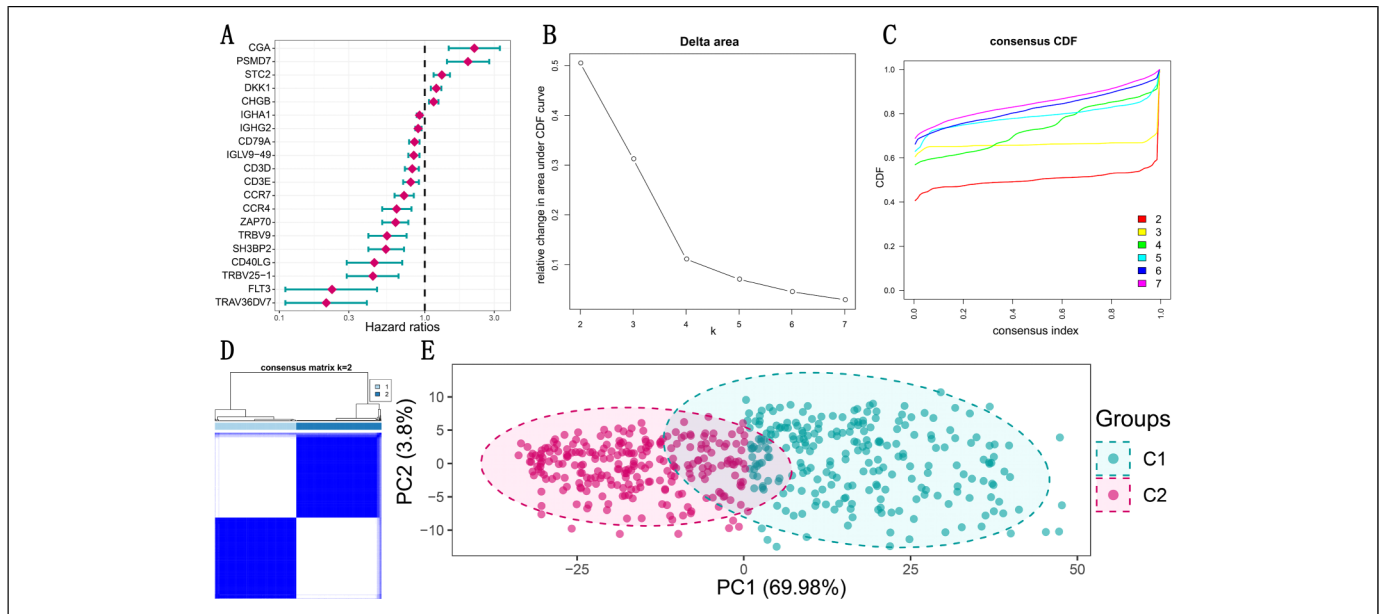 A
CGA
PSMD7
STC2
DKK1
CHGB
IGHA1
IGHG2
CD79A
IGLV9-49
CD3D
CD3E
CCR7
CCR4
ZAP70
TRBV9
SH3BP2
CD40LG
TRBV25-1
FLT3
TRAV36DV7
0.1 0.3 1.0 3.0
Hazard ratios
B
Delta area
relative change in area under CDF curve
0.5
0.4
0.3
0.2
0.1
2 3 4 5 6 7
k
C
consensus CDF
CDF
1.0
0.8
0.6
0.4
0.2
0.0
2
3
4
5
6
7
0.0 0.2 0.4 0.6 0.8 1.0
consensus index
D
consensus matrix k=2
1
2
E
PC2 (3.8%)
10
5
0
−5
−10
−25 0 25 50
PC1 (69.98%)
Groups
C1
C2